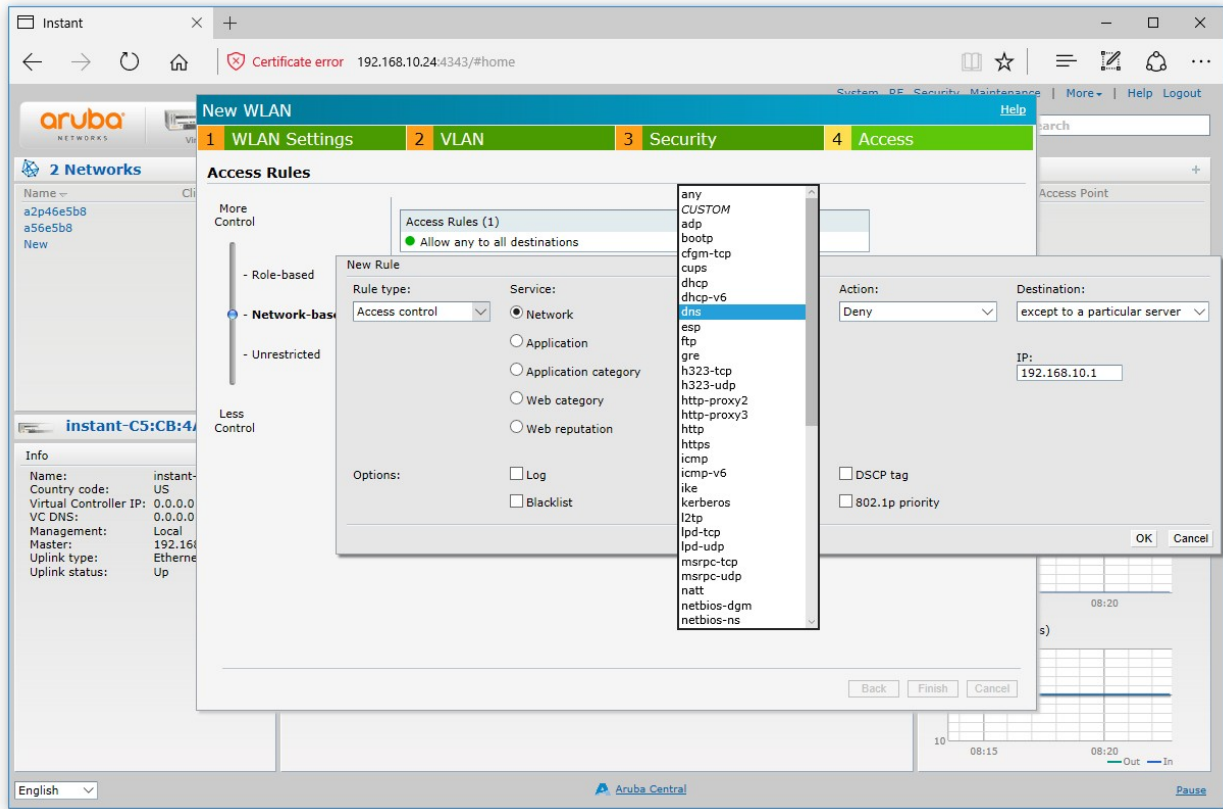 Instant
Certificate error 192.168.10.24:4343/#home
System RF Security Maintenance | More | Help Logout
aruba
NETWORKS
2 Networks
Name
a2p46e5b8
a56e5b8
New
instant-C5:CB:4
Info
Name: instant-
Country code: US
Virtual Controller IP: 0.0.0.0
VC DNS: 0.0.0.0
Management: Local
Master: 192.168
Uplink type: Etherne
Uplink status: Up
New WLAN
Help
1 WLAN Settings
2 VLAN
3 Security
4 Access
Access Rules
More
Control
- Role-based
- Network-bas
- Unrestricted
Less
Control
Access Rules (1)
Allow any to all destinations
Access Point
New Rule
Rule type:
Access control
Service:
Network
Application
Application category
Web category
Web reputation
any
CUSTOM
adp
bootp
cfgm-tcp
cups
dhcp
dhcp-v6
dns
esp
ftp
gre
h323-tcp
h323-udp
http-proxy2
http-proxy3
http
https
icmp
icmp-v6
ike
kerberos
l2tp
lpd-tcp
lpd-udp
msrpc-tcp
msrpc-udp
natt
netbios-dgm
netbios-ns
Action:
Deny
Destination:
except to a particular server
IP:
192.168.10.1
Options:
Log
Blacklist
DSCP tag
802.1p priority
OK Cancel
08:20
s)
10
08:15
08:20
Out In
Back Finish Cancel
English
Aruba Central
Pause